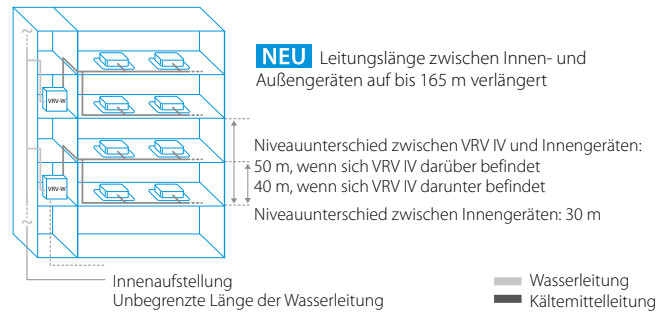 NEU Leitungslänge zwischen Innen- und
Außengeräten auf bis 165 m verlängert
VRV-W
Niveauunterschied zwischen VRV IV und Innengeräten:
50 m, wenn sich VRV IV darüber befindet
40 m, wenn sich VRV IV darunter befindet
VRV-W
Niveauunterschied zwischen Innengeräten: 30 m
Innenaufstellung
Unbegrenzte Länge der Wasserleitung
Wasserleitung
Kältemittelleitung